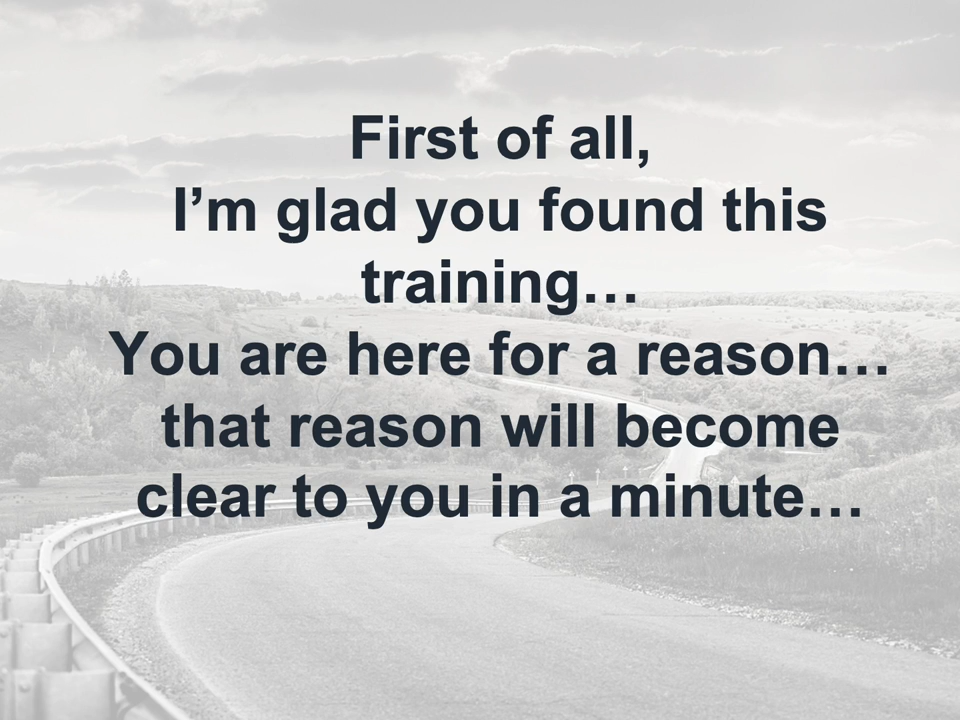 First of all,
I’m glad you found this
training…
You are here for a reason…
that reason will become
clear to you in a minute…